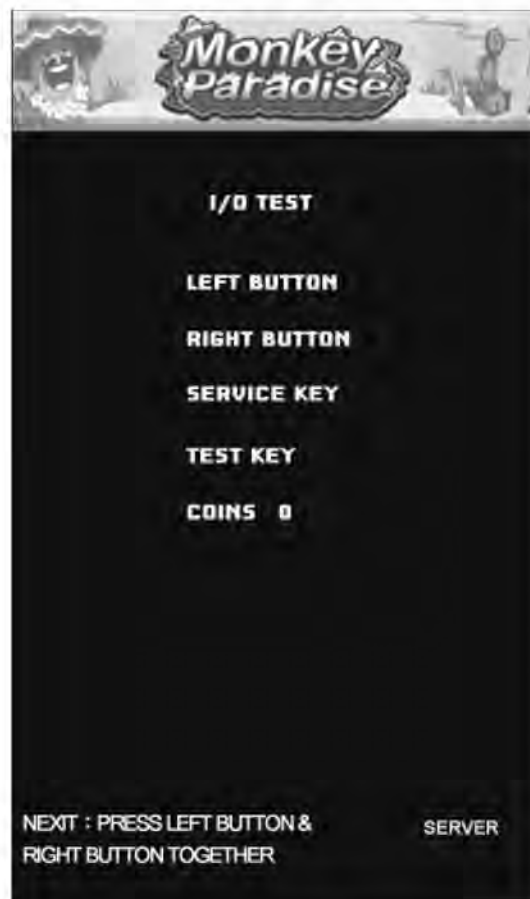 Monkey
Paradise
I/O TEST
LEFT BUTTON
RIGHT BUTTON
SERVICE KEY
TEST KEY
COINS 0
NEXIT : PRESS LEFT BUTTON &
RIGHT BUTTON TOGETHER
SERVER